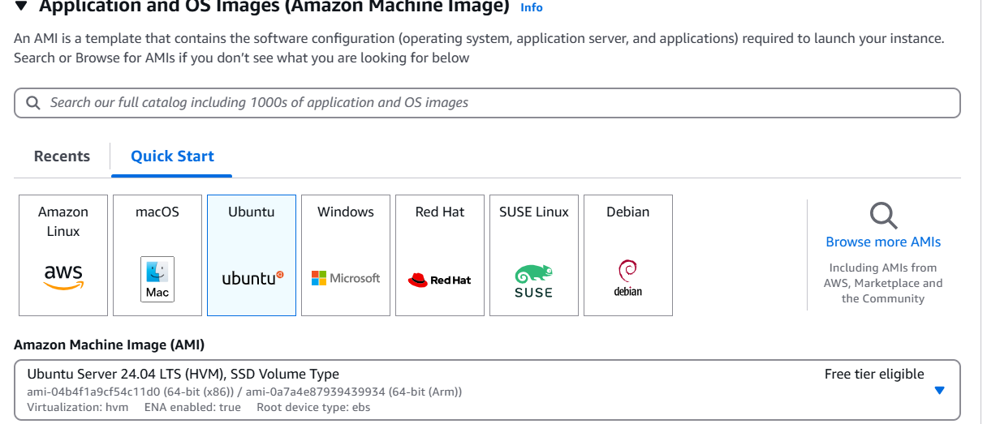 Application and OS Images (Amazon Machine Image) Info
An AMI is a template that contains the software configuration (operating system, application server, and applications) required to launch your instance.
Search or Browse for AMIs if you don’t see what you are looking for below
Search our full catalog including 1000s of application and OS images
Recents
Quick Start
Amazon
Linux
aws
macOS
Mac
Ubuntu
ubuntu
Windows
Microsoft
Red Hat
Red Hat
SUSE Linux
SUSE
Debian
debian
Browse more AMIs
Including AMIs from
AWS, Marketplace and
the Community
Amazon Machine Image (AMI)
Ubuntu Server 24.04 LTS (HVM), SSD Volume Type
Free tier eligible
ami-04b4f1a9cf54c11d0 (64-bit (x86)) / ami-0a7a4e87939439934 (64-bit (Arm))
Virtualization: hvm ENA enabled: true Root device type: ebs